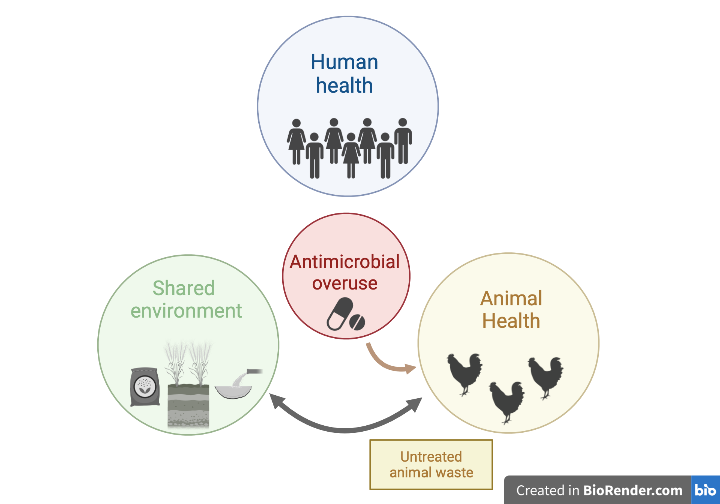 Human
health
Antimicrobial
overuse
Shared
environment
Animal
Health
Untreated
animal waste
Created in BioRender.com bio